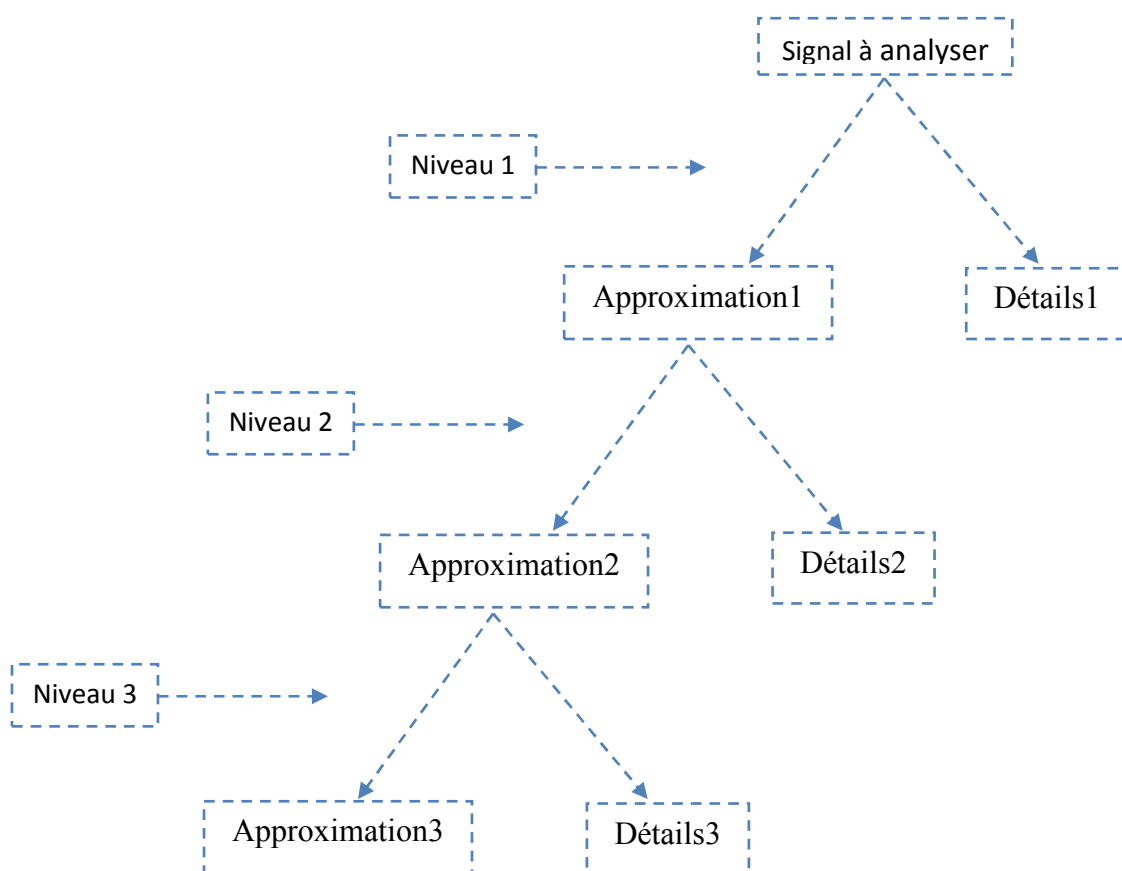 Signal à analyser
Niveau 1
Approximation1
Détails1
Niveau 2
Approximation2
Détails2
Niveau 3
Approximation3
Détails3